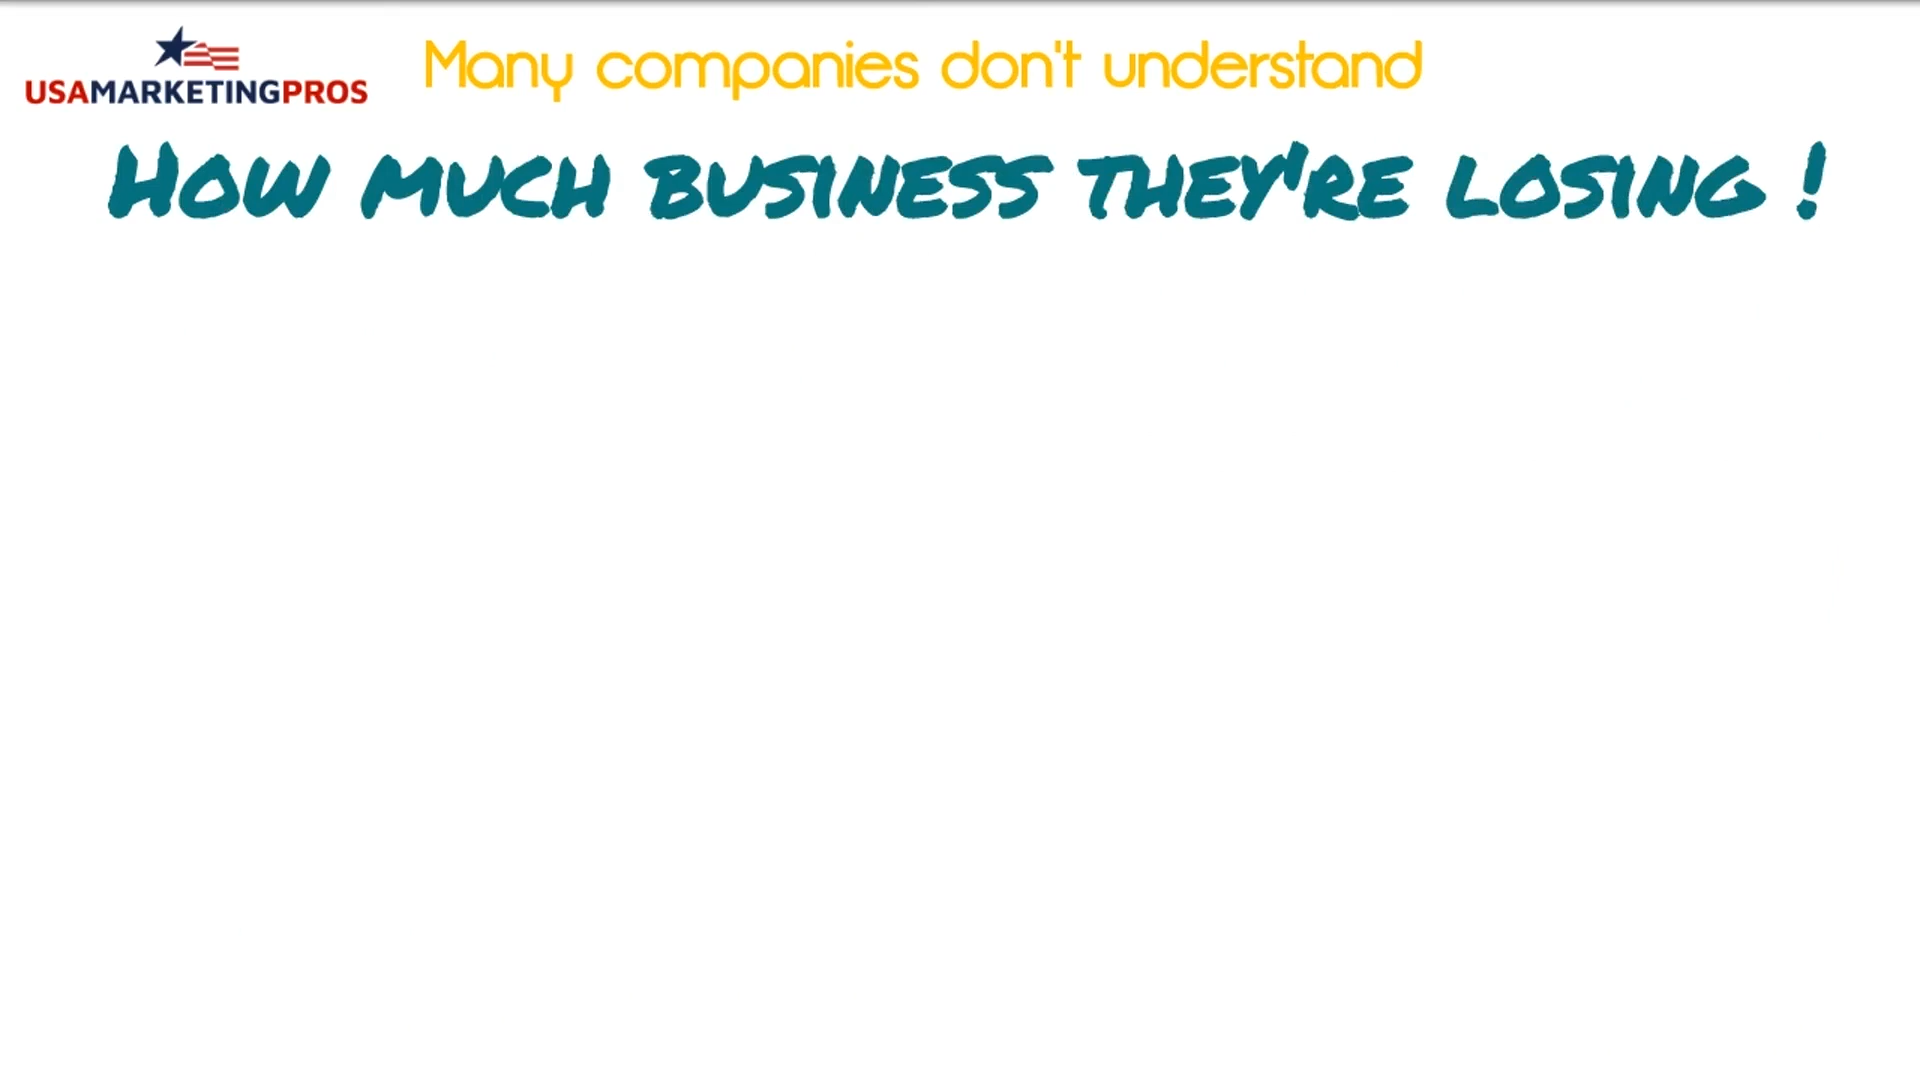 USAMARKETINGPROS
Many companies don't understand
HOW MUCH BUSINESS THEY'RE LOSING !